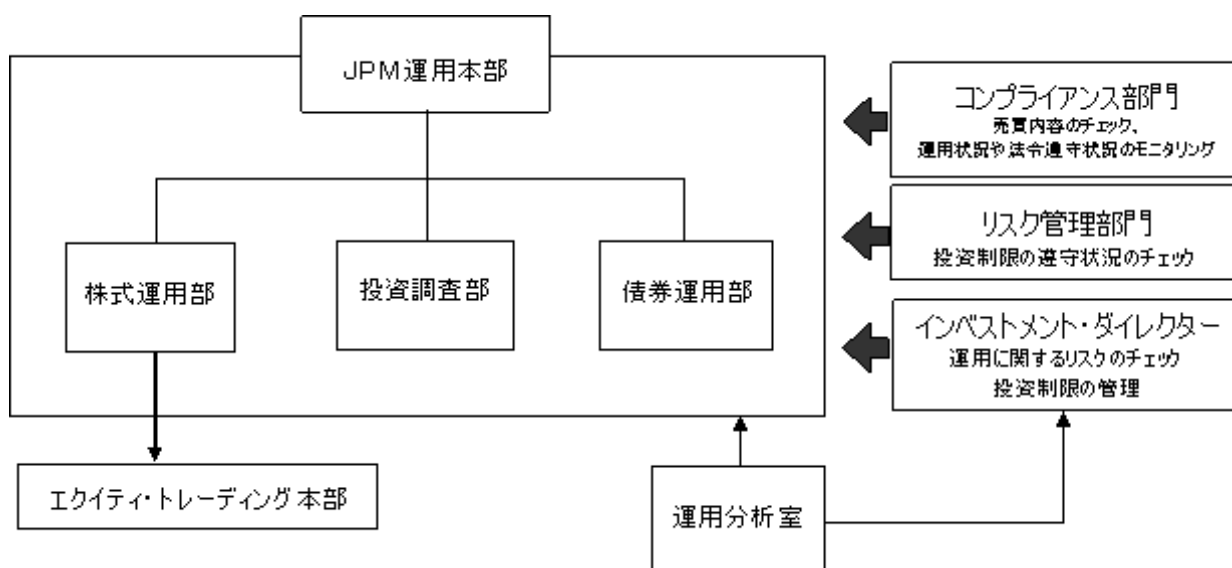 JPM運用本部
コンプライアンス部門
売買内容のチェック、
運用状況や法令遵守状況のモニタリング
リスク管理部門
投資制限の遵守状況のチェック
株式運用部
投資調査部
債券運用部
インベストメント・ダイレクター
運用に関するリスクのチェック
投資制限の管理
エクイティ・トレーディング本部
運用分析室